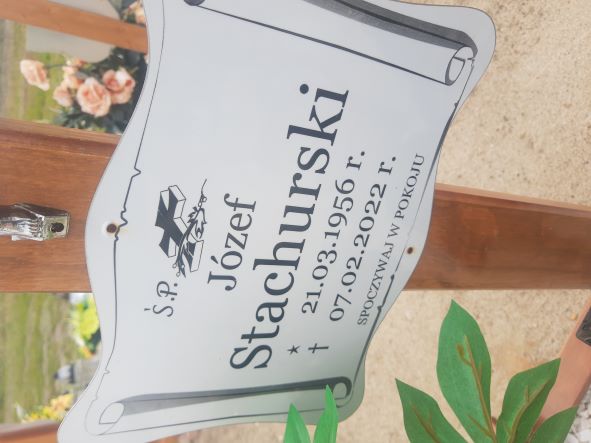 Ś.P.
Józef
Stachurski
* 21.03.1956 r.
† 07.02.2022 r.
SPOCZYWAJ W POKOJU